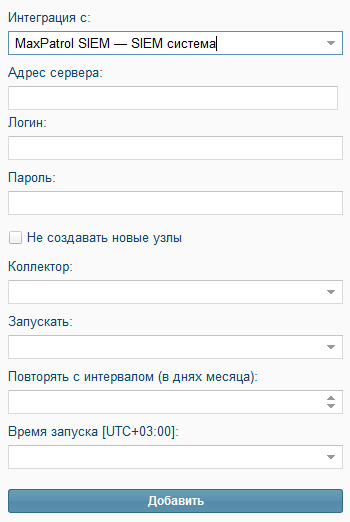 Интеграция с:
MaxPatrol SIEM — SIEM система
Адрес сервера:
Логин:
Пароль:
Не создавать новые узлы
Коллектор:
Запускать:
Повторять с интервалом (в днях месяца):
Время запуска [UTC+03:00]:
Добавить